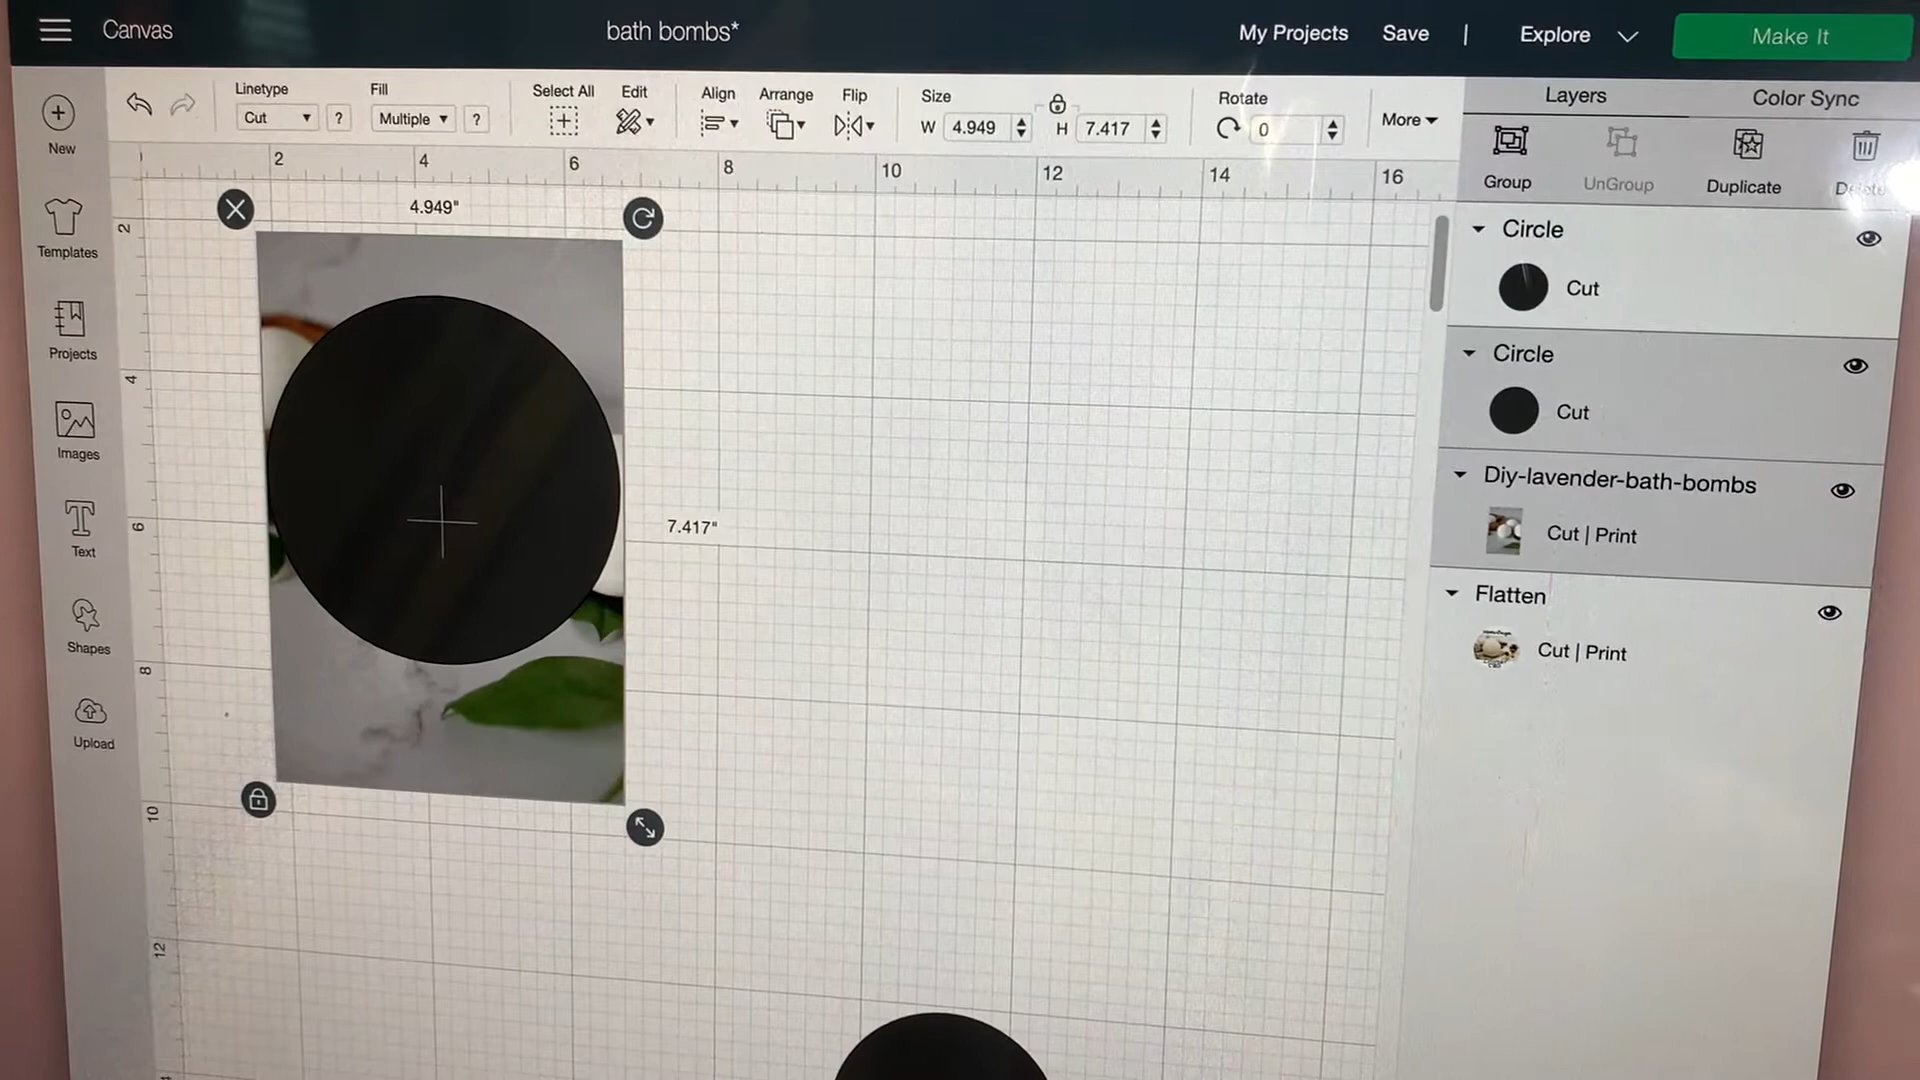 Canvas
bath bombs*
My Projects
Save
|
Explore
Make It
Linetype
Cut
?
Fill
Multiple
?
Select All
Edit
Align
Arrange
Flip
Size
W 4.949
H 7.417
Rotate
0
More
Layers
Color Sync
New
Templates
Projects
Images
Text
Shapes
Upload
Group
UnGroup
Duplicate
Delete
2 4 6 8 10 12 14 16
2
4
6
8
10
12
4.949"
7.417"
Circle
Cut
Circle
Cut
Diy-lavender-bath-bombs
Cut | Print
Flatten
Cut | Print